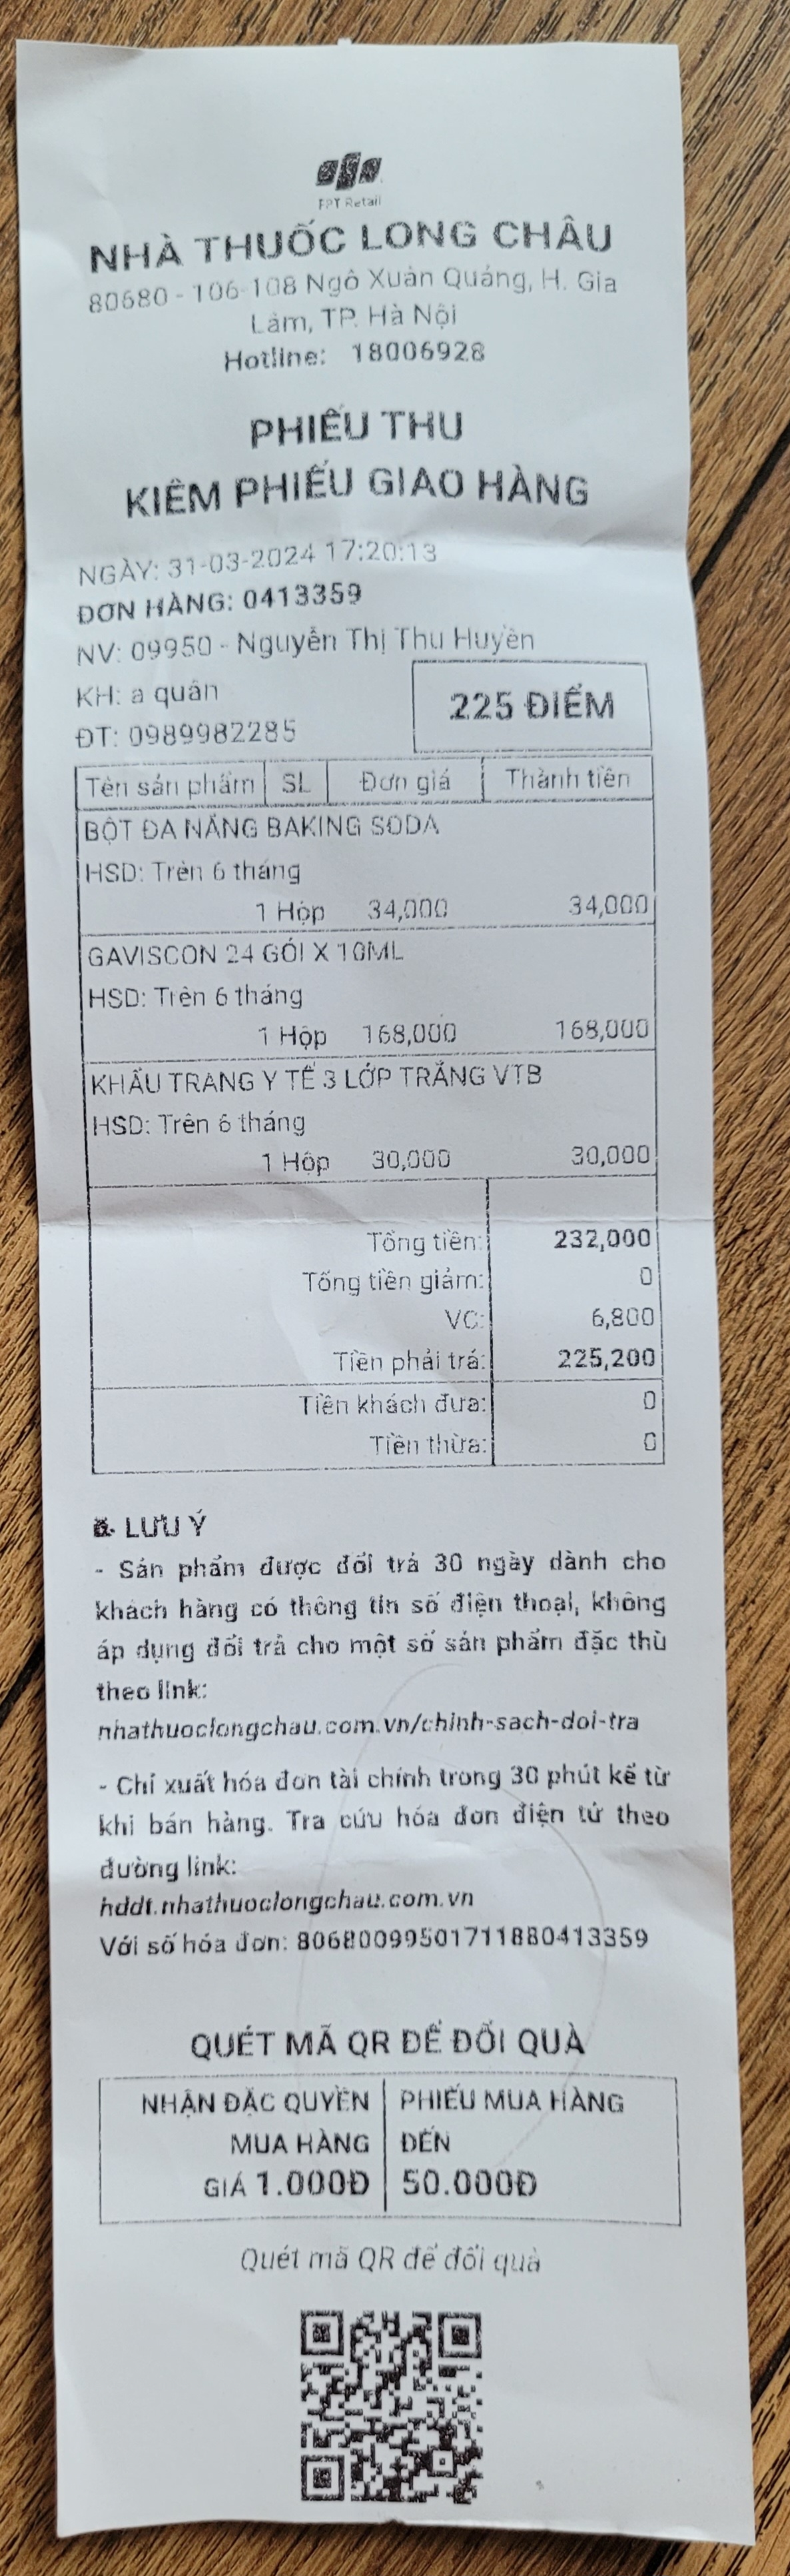 FPT Retail
NHÀ THUỐC LONG CHÂU
80680 - 106-108 Ngô Xuân Quảng, H. Gia
Lâm, TP. Hà Nội
Hotline: 18006928
PHIẾU THU
KIÊM PHIẾU GIAO HÀNG
NGÀY: 31-03-2024 17:20:13
ĐƠN HÀNG: 0413359
NV: 09950 - Nguyễn Thị Thu Huyền
KH: a quân
225 ĐIỂM
ĐT: 0989982285
Tên sản phẩm SL Đơn giá Thành tiền
BỘT ĐA NĂNG BAKING SODA
HSD: Trên 6 tháng
1 Hộp 34,000 34,000
GAVISCON 24 GÓI X 10ML
HSD: Trên 6 tháng
1 Hộp 168,000 168,000
KHẨU TRANG Y TẾ 3 LỚP TRẮNG VTB
HSD: Trên 6 tháng
1 Hộp 30,000 30,000
Tổng tiền: 232,000
Tổng tiền giảm: 0
VC: 6,800
Tiền phải trả: 225,200
Tiền khách đưa: 0
Tiền thừa: 0
LƯU Ý
- Sản phẩm được đổi trả 30 ngày dành cho
khách hàng có thông tin số điện thoại, không
áp dụng đổi trả cho một số sản phẩm đặc thù
theo link:
nhathuoclongchau.com.vn/chinh-sach-doi-tra
- Chỉ xuất hóa đơn tài chính trong 30 phút kể từ
khi bán hàng. Tra cứu hóa đơn điện tử theo
đường link:
hddt.nhathuoclongchau.com.vn
Với số hóa đơn: 80680099501711880413359
QUÉT MÃ QR ĐỂ ĐỔI QUÀ
NHẬN ĐẶC QUYỀN PHIẾU MUA HÀNG
MUA HÀNG ĐẾN
GIÁ 1.000Đ 50.000Đ
Quét mã QR để đổi quà